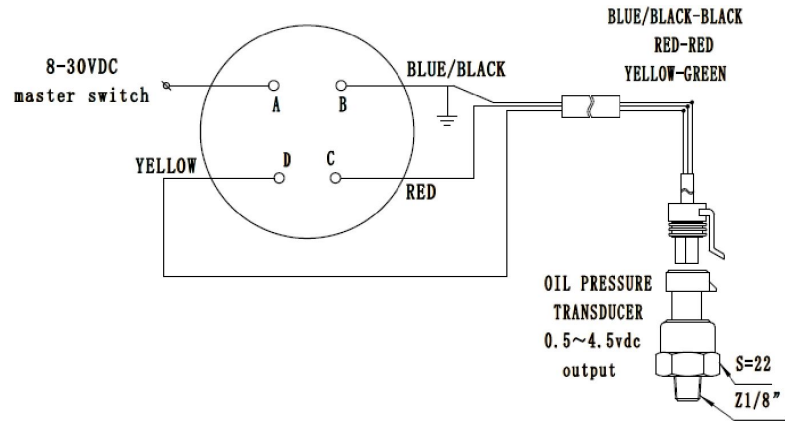 BLUE/BLACK-BLACK
RED-RED
YELLOW-GREEN
8-30VDC
master switch
BLUE/BLACK
A
B
YELLOW
D
C
RED
OIL PRESSURE
TRANSDUCER
0.5~4.5vdc
output
S=22
Z1/8"